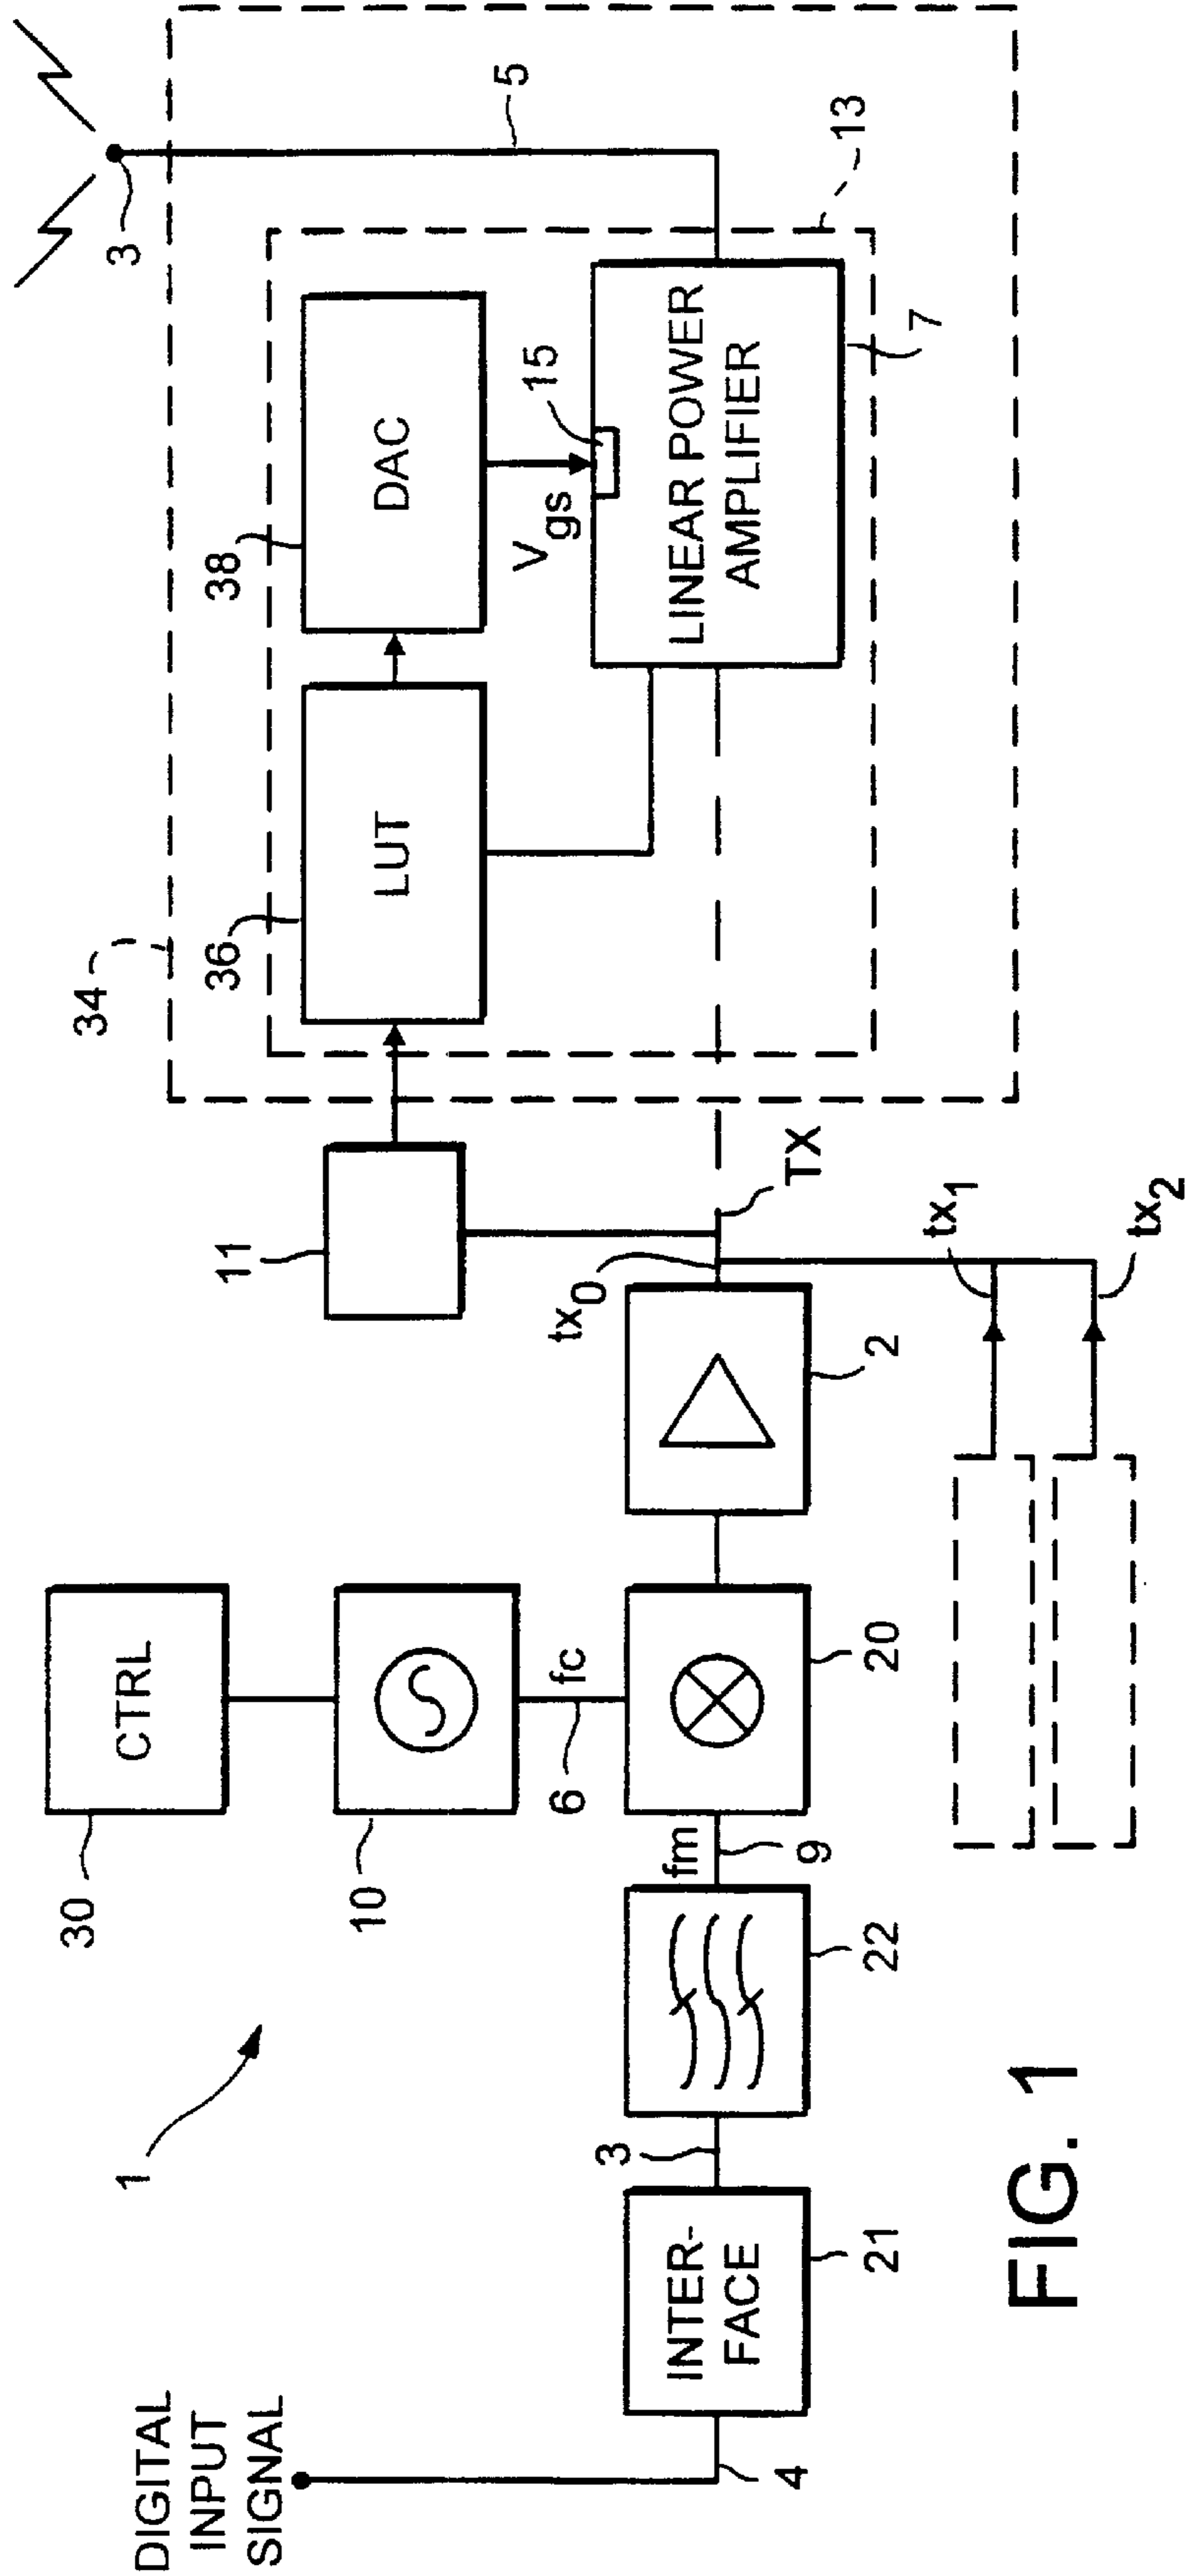 DIGITAL
INPUT
SIGNAL
4
INTER-
FACE
21
3
22
1
fm
9
30
CTRL
10
6
fc
20
2
tx0
TX
tx1
tx2
11
34
36
LUT
38
DAC
Vgs
15
LINEAR POWER
AMPLIFIER
7
13
5
3
FIG. 1